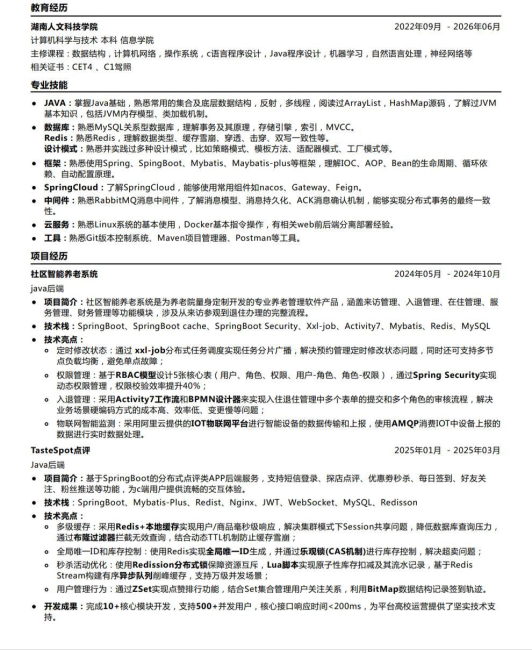 教育经历
湖南人文科技学院 2022年09月 - 2026年06月
计算机科学与技术 本科 信息学院
主修课程：数据结构，计算机网络，操作系统，c语言程序设计，Java程序设计，机器学习，自然语言处理，神经网络等
相关证书：CET4 、C1驾照
专业技能
● JAVA：掌握Java基础，熟悉常用的集合及底层数据结构，反射，多线程，阅读过ArrayList，HashMap源码，了解过JVM
基本知识，包括JVM内存模型、类加载机制。
● 数据库：熟悉MySQL关系型数据库，理解事务及其原理，存储引擎，索引，MVCC。
Redis：熟悉Redis，理解数据类型、缓存雪崩、穿透、击穿、双写一致性等。
设计模式：熟悉并实践过多种设计模式，比如策略模式、模板方法、适配器模式、工厂模式等。
● 框架：熟悉使用Spring、SpringBoot、Mybatis、Maybatis-plus等框架，理解IOC、AOP、Bean的生命周期、循环依
赖、自动配置原理。
● SpringCloud：了解SpringCloud，能够使用常用组件如nacos、Gateway、Feign。
● 中间件：熟悉RabbitMQ消息中间件，了解消息模型、消息持久化、ACK消息确认机制，能够实现分布式事务的最终一致
性。
● 云服务：熟悉Linux系统的基本使用，Docker基本指令操作，有相关web前后端分离部署经验。
● 工具：熟悉Git版本控制系统、Maven项目管理器、Postman等工具。
项目经历
社区智能养老系统 2024年05月 - 2024年10月
java后端
● 项目简介：社区智能养老系统是为养老院量身定制开发的专业养老管理软件产品，涵盖来访管理、入退管理、在住管理、服
务管理、财务管理等功能模块，涉及从来访参观到退住办理的完整流程。
● 技术栈：SpringBoot、SpringBoot cache、SpringBoot Security、Xxl-job、Activity7、Mybatis、Redis、MySQL
● 技术亮点：
○ 定时修改状态：通过 xxl-job分布式任务调度实现任务分片广播，解决预约管理定时修改状态问题，同时还可支持多节
点负载均衡，避免单点故障；
○ 权限管理：基于RBAC模型设计5张核心表（用户、角色、权限、用户-角色、角色-权限），通过Spring Security实现
动态权限管理，权限校验效率提升40%；
○ 入退管理：采用Activity7工作流和BPMN设计器来实现入住退住管理中多个表单的提交和多个角色的审核流程，解决
业务场景硬编码方式的成本高、效率低、变更慢等问题；
○ 物联网智能监测：采用阿里云提供的IOT物联网平台进行智能设备的数据传输和上报，使用AMQP消费IOT中设备上报的
数据进行实时数据处理。
TasteSpot点评 2025年01月 - 2025年03月
Java后端
● 项目简介：基于SpringBoot的分布式点评类APP后端服务，支持短信登录、探店点评、优惠券秒杀、每日签到、好友关
注、粉丝推送等功能，为c端用户提供流畅的交互体验。
● 技术栈：SpringBoot、Mybatis-Plus、Redist、Nginx、JWT、WebSocket、MySQL、Redisson
● 技术亮点：
○ 多级缓存：采用Redis+本地缓存实现用户/商品毫秒级响应，解决集群模式下Session共享问题，降低数据库查询压力，
通过布隆过滤器拦截无效查询，结合动态TTL机制防止缓存雪崩；
○ 全局唯一ID和库存控制：使用Redis实现全局唯一ID生成，并通过乐观锁(CAS机制)进行库存控制，解决超卖问题；
○ 秒杀活动优化：使用Redission分布式锁保障资源互斥，Lua脚本实现原子性库存扣减及其流水记录，基于Redis
Stream构建有序异步队列削峰缓存，支持万级并发场景；
○ 用户管理行为：通过ZSet实现点赞排行功能，结合Set集合管理用户关注关系，利用BitMap数据结构记录签到轨迹。
● 开发成果：完成10+核心模块开发，支持500+并发用户，核心接口响应时间<200ms，为平台高校运营提供了坚实技术支
持。